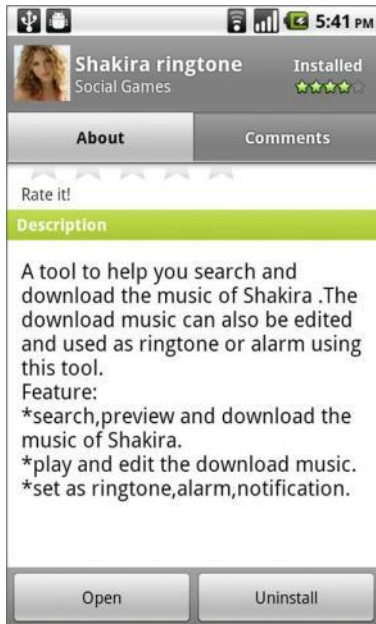 5:41 PM
Shakira ringtone
Installed
Social Games
About
Comments
Rate it!
Description
A tool to help you search and
download the music of Shakira .The
download music can also be edited
and used as ringtone or alarm using
this tool.
Feature:
*search,preview and download the
music of Shakira.
*play and edit the download music.
*set as ringtone,alarm,notification.
Open
Uninstall